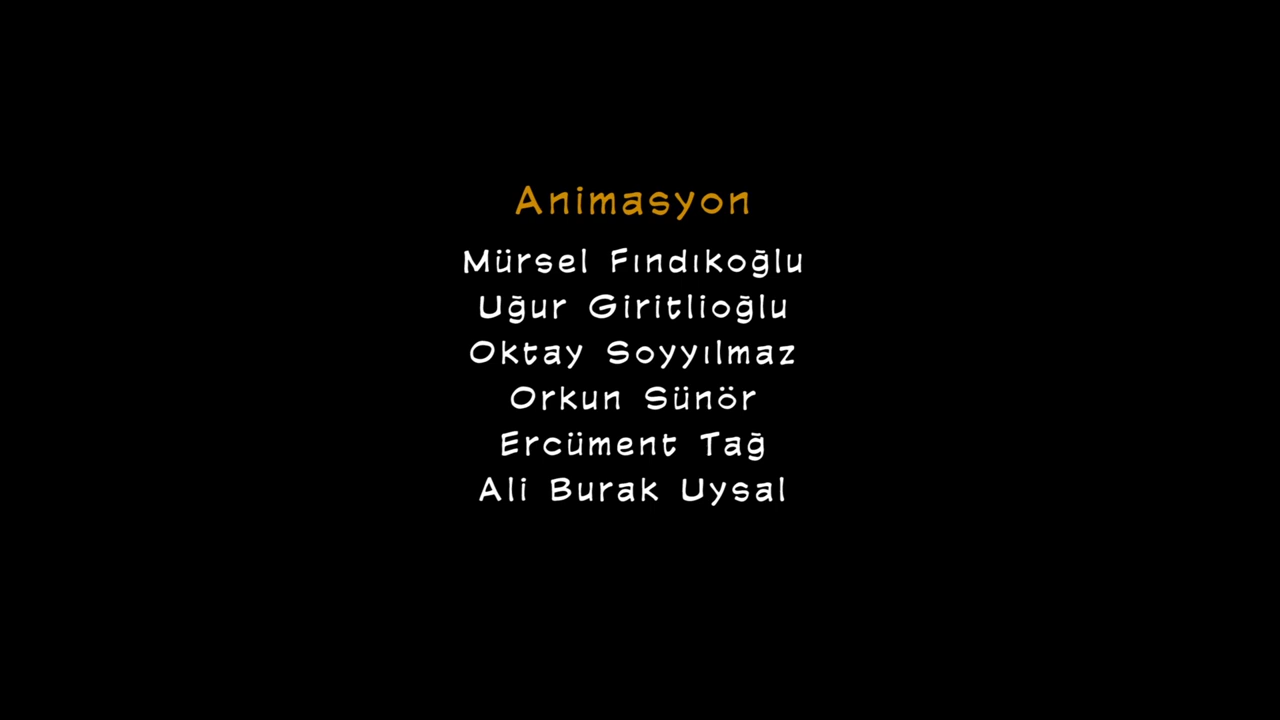 Animasyon
Mürsel Fındıkoğlu
Uğur Giritlioğlu
Oktay Soyyılmaz
Orkun Sünör
Ercüment Tağ
Ali Burak Uysal